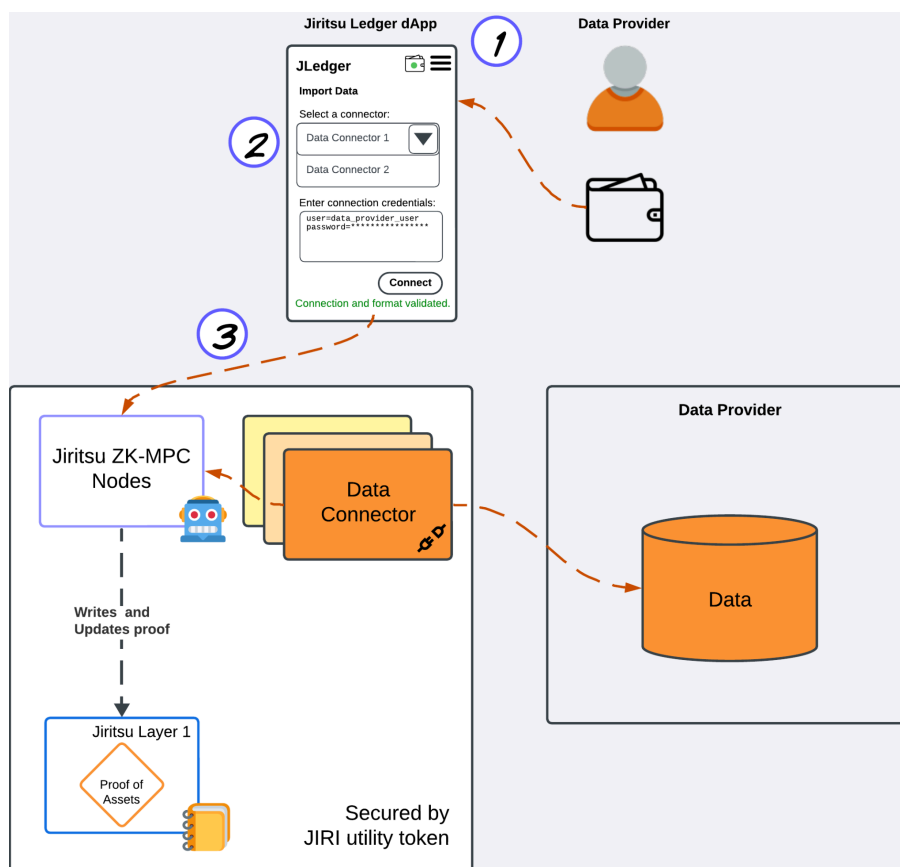 Jiritsu Ledger dApp
1
Data Provider
JLedger
Import Data
Select a connector:
2
Data Connector 1
Data Connector 2
Enter connection credentials:
user=data_provider_user
password=****************
Connect
Connection and format validated.
3
Jiritsu ZK-MPC
Nodes
Data
Connector
Data Provider
Data
Writes and
Updates proof
Jiritsu Layer 1
Proof of
Assets
Secured by
JIRI utility token